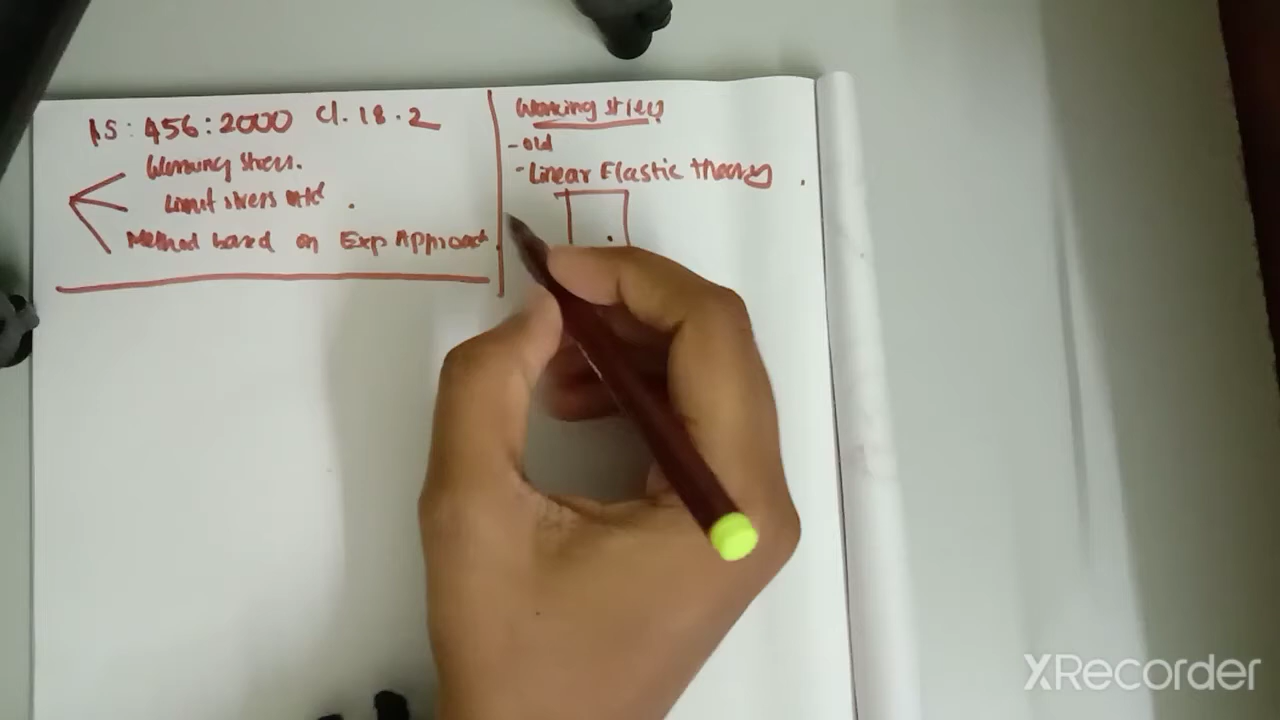 IS: 456:2000 Cl. 18.2
Working stress.
Limit stress mtd.
Method based on Exp Approach
Working stress
-old
-Linear Elastic theory.
XRecorder